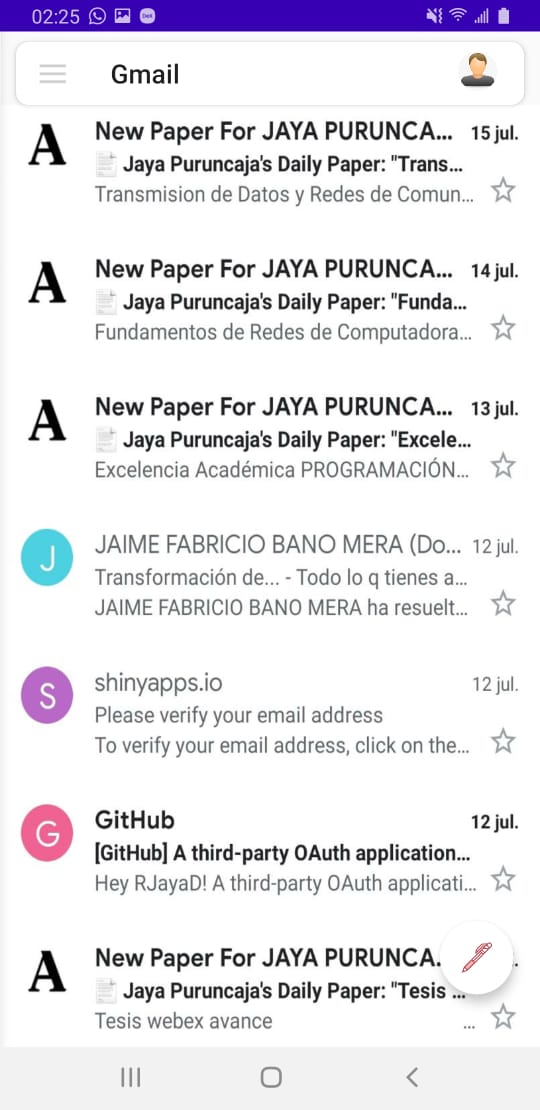 02:25
Gmail
A
New Paper For JAYA PURUNCA... 15 jul.
Jaya Puruncaja's Daily Paper: "Trans...
Transmision de Datos y Redes de Comun...
A
New Paper For JAYA PURUNCA... 14 jul.
Jaya Puruncaja's Daily Paper: "Funda...
Fundamentos de Redes de Computadora...
A
New Paper For JAYA PURUNCA... 13 jul.
Jaya Puruncaja's Daily Paper: "Excele...
Excelencia Académica PROGRAMACIÓN...
J
JAIME FABRICIO BANO MERA (Do... 12 jul.
Transformación de... - Todo lo q tienes a...
JAIME FABRICIO BANO MERA ha resuelt...
S
shinyapps.io 12 jul.
Please verify your email address
To verify your email address, click on the...
G
GitHub 12 jul.
[GitHub] A third-party OAuth application...
Hey RJayaD! A third-party OAuth applicati...
A
New Paper For JAYA PURUNCA.
Jaya Puruncaja's Daily Paper: "Tesis ...
Tesis webex avance ...